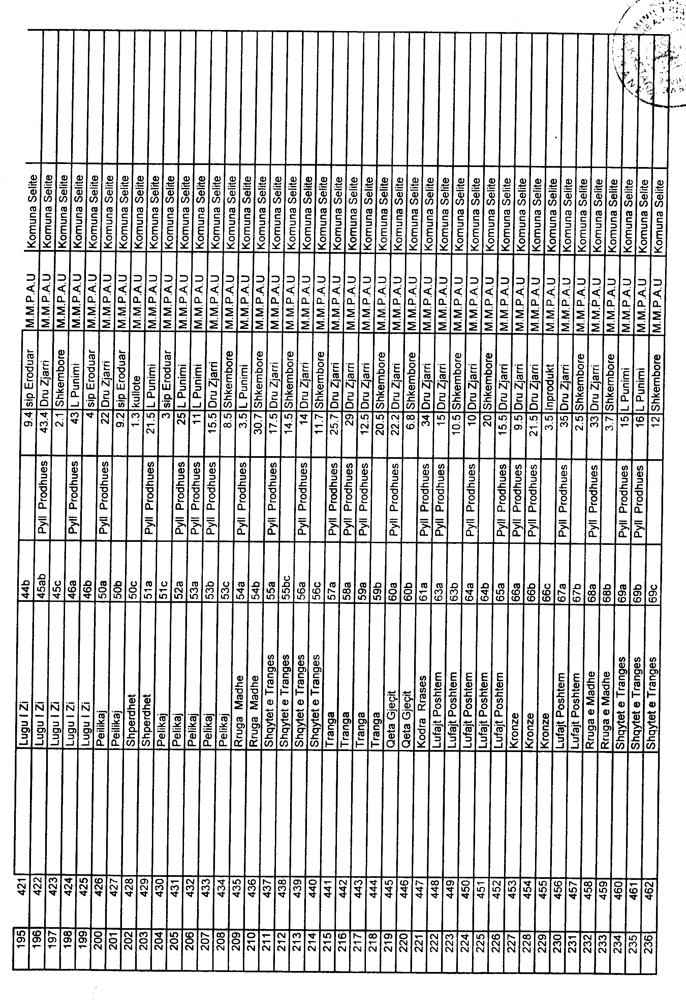 195 421 Lugu I Zi 44b 9.4 sip Eroduar M.M.P.A.U Komuna Selite
196 422 Lugu I Zi 45ab Pyll Prodhues 43.4 Dru Zjarri M.M.P.A.U Komuna Selite
197 423 Lugu I Zi 45c 2.1 Shkembore M.M.P.A.U Komuna Selite
198 424 Lugu I Zi 46a Pyll Prodhues 43 L Punimi M.M.P.A.U Komuna Selite
199 425 Lugu I Zi 46b 4 sip Eroduar M.M.P.A.U Komuna Selite
200 426 Peilikaj 50a Pyll Prodhues 22 Dru Zjarri M.M.P.A.U Komuna Selite
201 427 Peilikaj 50b 9.2 sip Eroduar M.M.P.A.U Komuna Selite
202 428 Shperdhet 50c 1.3 kullote M.M.P.A.U Komuna Selite
203 429 Shperdhet 51a Pyll Prodhues 21.5 L Punimi M.M.P.A.U Komuna Selite
204 430 Pelikaj 51c 3 sip Eroduar M.M.P.A.U Komuna Selite
205 431 Pelikaj 52a Pyll Prodhues 25 L Punimi M.M.P.A.U Komuna Selite
206 432 Pelikaj 53a Pyll Prodhues 11 L Punimi M.M.P.A.U Komuna Selite
207 433 Pelikaj 53b Pyll Prodhues 15.5 Dru Zjarri M.M.P.A.U Komuna Selite
208 434 Pelikaj 53c 8.5 Shkembore M.M.P.A.U Komuna Selite
209 435 Rruga Madhe 54a Pyll Prodhues 3.5 L Punimi M.M.P.A.U Komuna Selite
210 436 Rruga Madhe 54b 30.7 Shkembore M.M.P.A.U Komuna Selite
211 437 Shqytet e Tranges 55a Pyll Prodhues 17.5 Dru Zjarri M.M.P.A.U Komuna Selite
212 438 Shqytet e Tranges 55bc 14.5 Shkembore M.M.P.A.U Komuna Selite
213 439 Shqytet e Tranges 56a Pyll Prodhues 14 Dru Zjarri M.M.P.A.U Komuna Selite
214 440 Shqytet e Tranges 56c 11.7 Shkembore M.M.P.A.U Komuna Selite
215 441 Tranga 57a Pyll Prodhues 25.7 Dru Zjarri M.M.P.A.U Komuna Selite
216 442 Tranga 58a Pyll Prodhues 29 Dru Zjarri M.M.P.A.U Komuna Selite
217 443 Tranga 59a Pyll Prodhues 12.5 Dru Zjarri M.M.P.A.U Komuna Selite
218 444 Tranga 59b 20.5 Shkembore M.M.P.A.U Komuna Selite
219 445 Qeta Gjeçit 60a Pyll Prodhues 22.2 Dru Zjarri M.M.P.A.U Komuna Selite
220 446 Qeta Gjeçit 60b 6.8 Shkembore M.M.P.A.U Komuna Selite
221 447 Kodra Rrases 61a Pyll Prodhues 34 Dru Zjarri M.M.P.A.U Komuna Selite
222 448 Lufajt Poshtem 63a Pyll Prodhues 15 Dru Zjarri M.M.P.A.U Komuna Selite
223 449 Lufajt Poshtem 63b 10.5 Shkembore M.M.P.A.U Komuna Selite
224 450 Lufajt Poshtem 64a Pyll Prodhues 10 Dru Zjarri M.M.P.A.U Komuna Selite
225 451 Lufajt Poshtem 64b 20 Shkembore M.M.P.A.U Komuna Selite
226 452 Lufajt Poshtem 65a Pyll Prodhues 15.5 Dru Zjarri M.M.P.A.U Komuna Selite
227 453 Kronze 66a Pyll Prodhues 9.5 Dru Zjarri M.M.P.A.U Komuna Selite
228 454 Kronze 66b Pyll Prodhues 21.5 Dru Zjarri M.M.P.A.U Komuna Selite
229 455 Kronze 66c 3.5 Inprodukt M.M.P.A.U Komuna Selite
230 456 Lufajt Poshtem 67a Pyll Prodhues 35 Dru Zjarri M.M.P.A.U Komuna Selite
231 457 Lufajt Poshtem 67b 2.5 Shkembore M.M.P.A.U Komuna Selite
232 458 Rruga e Madhe 68a Pyll Prodhues 33 Dru Zjarri M.M.P.A.U Komuna Selite
233 459 Rruga e Madhe 68b 3.7 Shkembore M.M.P.A.U Komuna Selite
234 460 Shqytet e Tranges 69a Pyll Prodhues 15 L Punimi M.M.P.A.U Komuna Selite
235 461 Shqytet e Tranges 69b Pyll Prodhues 16 L Punimi M.M.P.A.U Komuna Selite
236 462 Shqytet e Tranges 69c 12 Shkembore M.M.P.A.U Komuna Selite